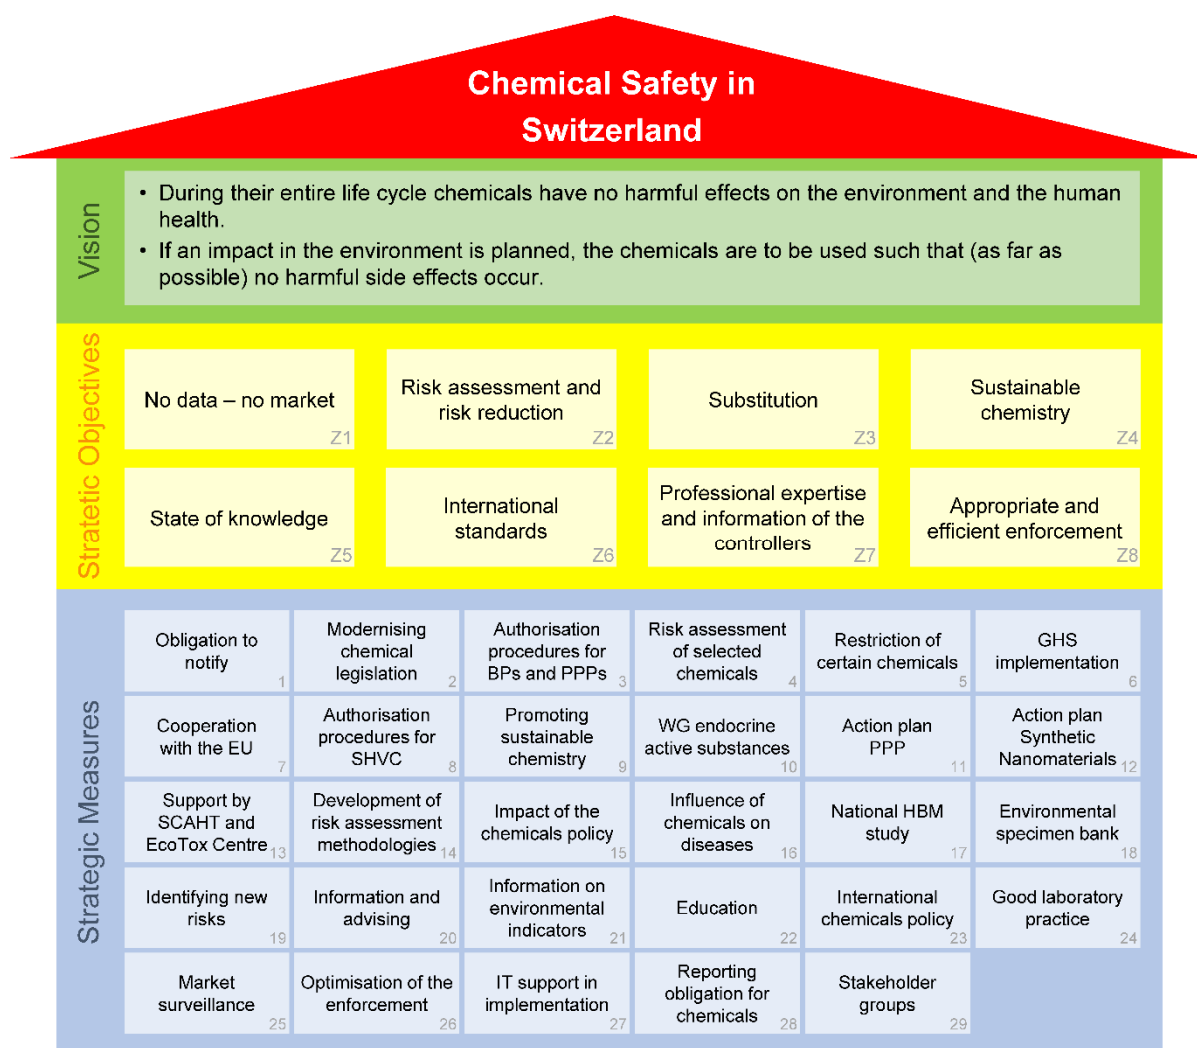 Chemical Safety in
Switzerland
Vision
• During their entire life cycle chemicals have no harmful effects on the environment and the human
health.
• If an impact in the environment is planned, the chemicals are to be used such that (as far as
possible) no harmful side effects occur.
Stratetic Objectives
No data – no market
Z1
Risk assessment and
risk reduction
Z2
Substitution
Z3
Sustainable
chemistry
Z4
State of knowledge
Z5
International
standards
Z6
Professional expertise
and information of the
controllers
Z7
Appropriate and
efficient enforcement
Z8
Strategic Measures
Obligation to
notify
1
Modernising
chemical
legislation
2
Authorisation
procedures for
BPs and PPPs
3
Risk assessment
of selected
chemicals
4
Restriction of
certain chemicals
5
GHS
implementation
6
Cooperation
with the EU
7
Authorisation
procedures for
SHVC
8
Promoting
sustainable
chemistry
9
WG endocrine
active substances
10
Action plan
PPP
11
Action plan
Synthetic
Nanomaterials
12
Support by
SCAHT and
EcoTox Centre
13
Development of
risk assessment
methodologies
14
Impact of the
chemicals policy
15
Influence of
chemicals on
diseases
16
National HBM
study
17
Environmental
specimen bank
18
Identifying new
risks
19
Information and
advising
20
Information on
environmental
indicators
21
Education
22
International
chemicals policy
23
Good laboratory
practice
24
Market
surveillance
25
Optimisation of the
enforcement
26
IT support in
implementation
27
Reporting
obligation for
chemicals
28
Stakeholder
groups
29